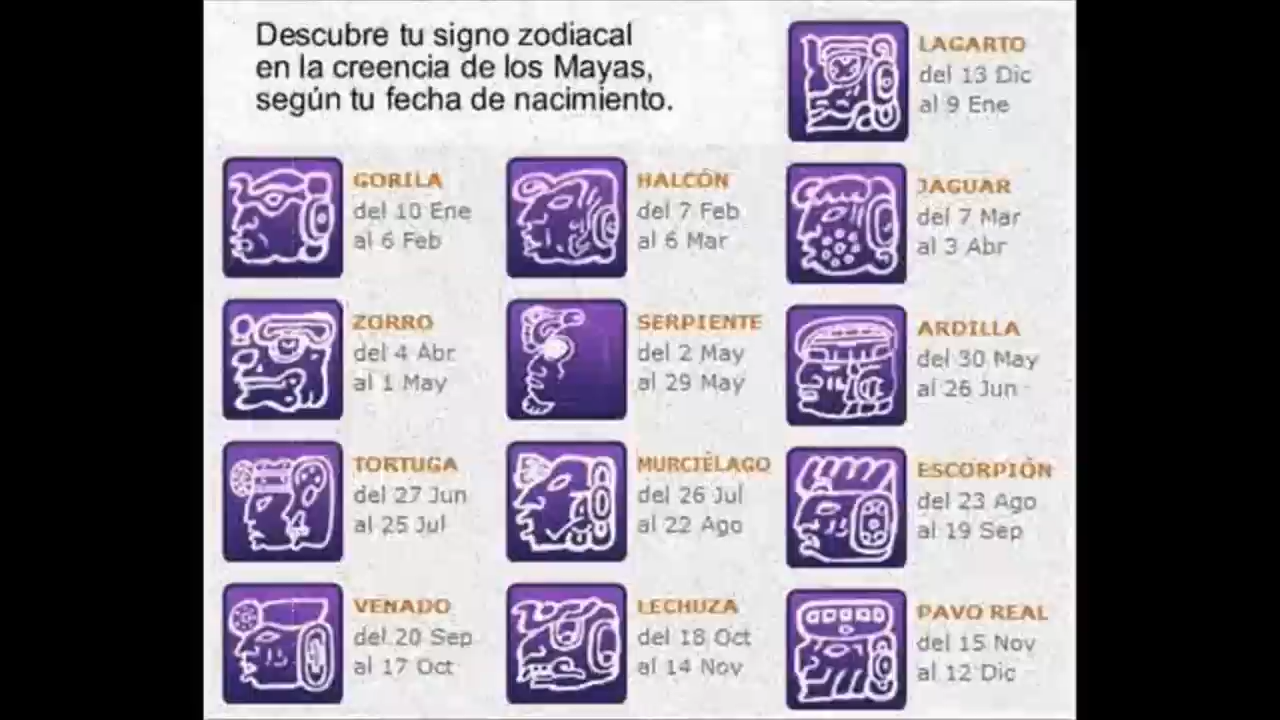 Descubre tu signo zodiacal
en la creencia de los Mayas,
según tu fecha de nacimiento.
LAGARTO
del 13 Dic
al 9 Ene
GORILA
del 10 Ene
al 6 Feb
HALCÓN
del 7 Feb
al 6 Mar
JAGUAR
del 7 Mar
al 3 Abr
ZORRO
del 4 Abr
al 1 May
SERPIENTE
del 2 May
al 29 May
ARDILLA
del 30 May
al 26 Jun
TORTUGA
del 27 Jun
al 25 Jul
MURCIÉLAGO
del 26 Jul
al 22 Ago
ESCORPIÓN
del 23 Ago
al 19 Sep
VENADO
del 20 Sep
al 17 Oct
LECHUZA
del 18 Oct
al 14 Nov
PAVO REAL
del 15 Nov
al 12 Dic